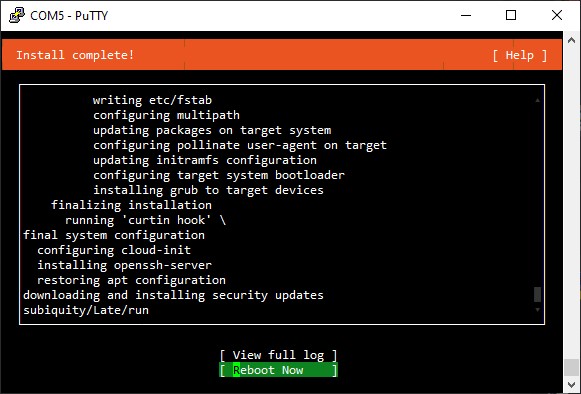 COM5 - PuTTY
Install complete! [ Help ]
writing etc/fstab
configuring multipath
updating packages on target system
configuring pollinate user-agent on target
updating initramfs configuration
configuring target system bootloader
installing grub to target devices
finalizing installation
running 'curtin hook' \
final system configuration
configuring cloud-init
installing openssh-server
restoring apt configuration
downloading and installing security updates
subiquity/Late/run
[ View full log ]
[ Reboot Now ]